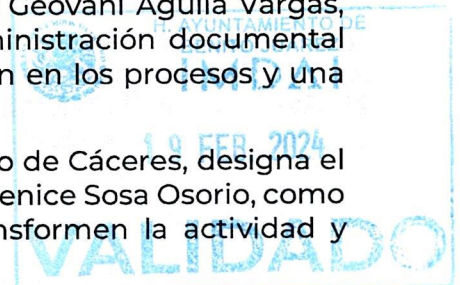 Geovani Aguila Vargas,
H. AYUNTAMIENTO DE
ministración documental
n en los procesos y una
IMDAI
19 FEB. 2024
o de Cáceres, designa el
enice Sosa Osorio, como
nsformen la actividad y
VALIDADO